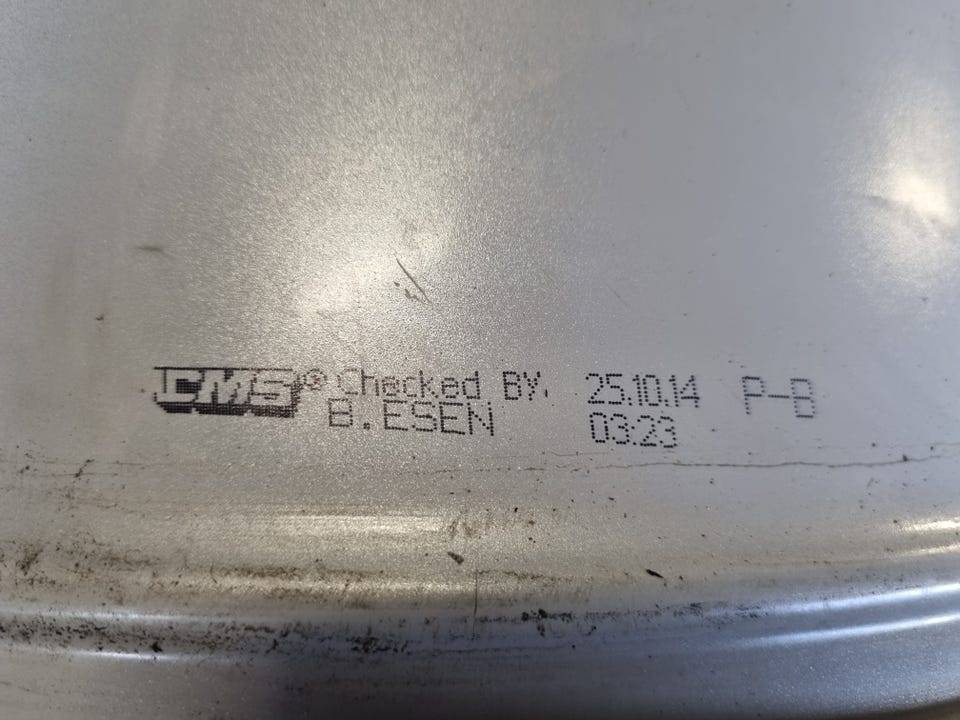 CMS® Checked BY. 25.10.14 P-B
B. ESEN 03:23